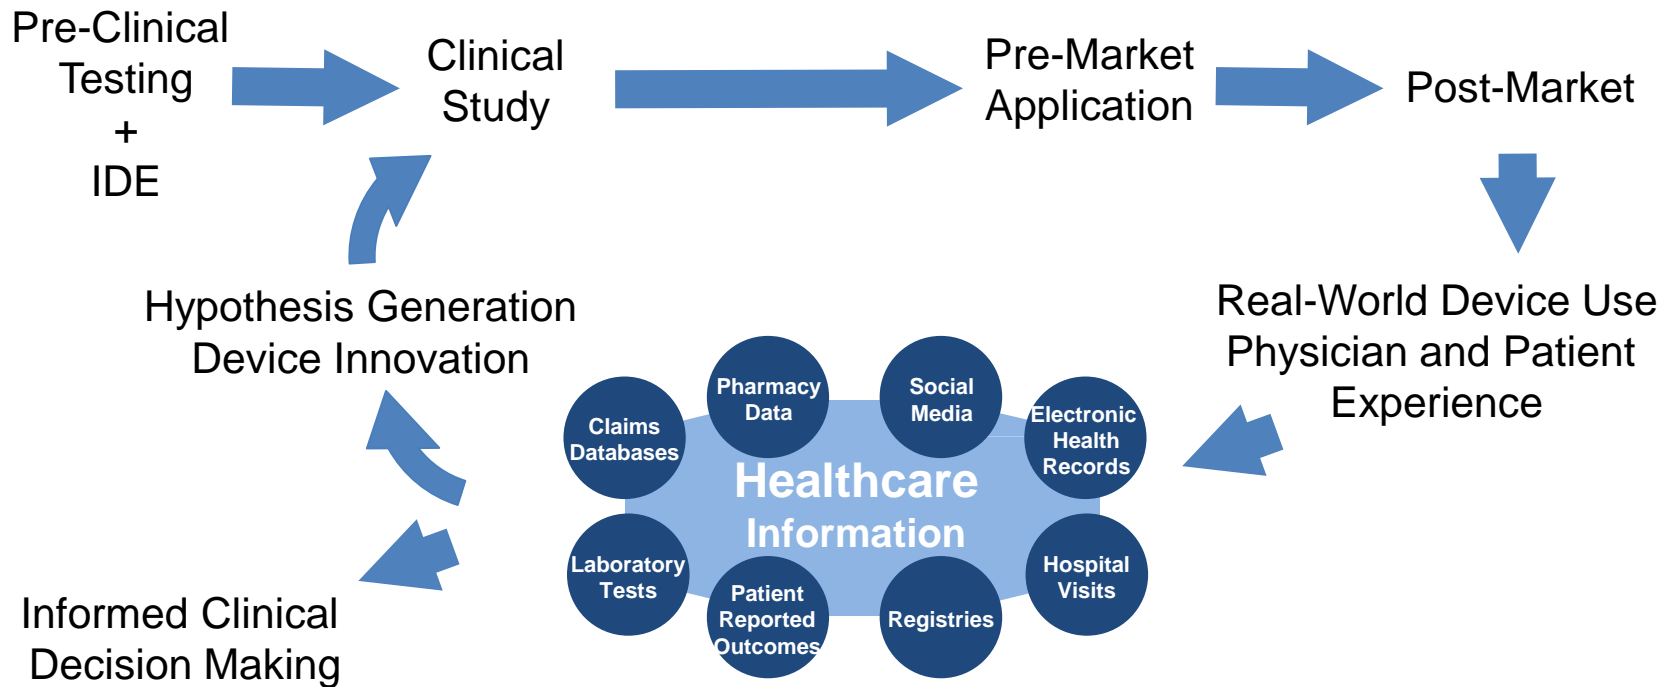 Pre-Clinical
Testing
+
IDE
Clinical
Study
Pre-Market
Application
Post-Market
Hypothesis Generation
Device Innovation
Real-World Device Use
Physician and Patient
Experience
Claims
Databases
Pharmacy
Data
Social
Media
Electronic
Health
Records
Healthcare
Information
Laboratory
Tests
Patient
Reported
Outcomes
Registries
Hospital
Visits
Informed Clinical
Decision Making